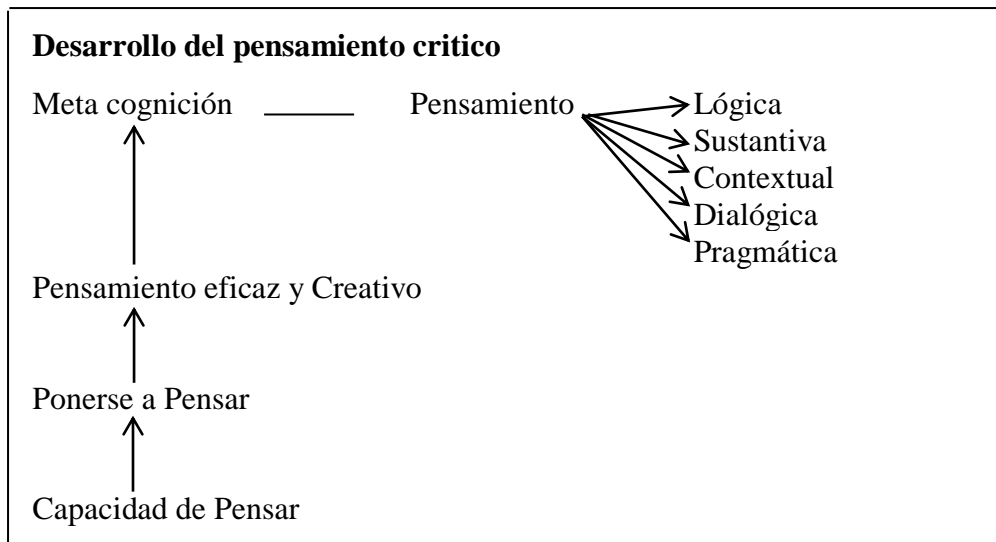 Desarrollo del pensamiento critico
Meta cognición Pensamiento Lógica
Sustantiva
Contextual
Dialógica
Pragmática
Pensamiento eficaz y Creativo
Ponerse a Pensar
Capacidad de Pensar